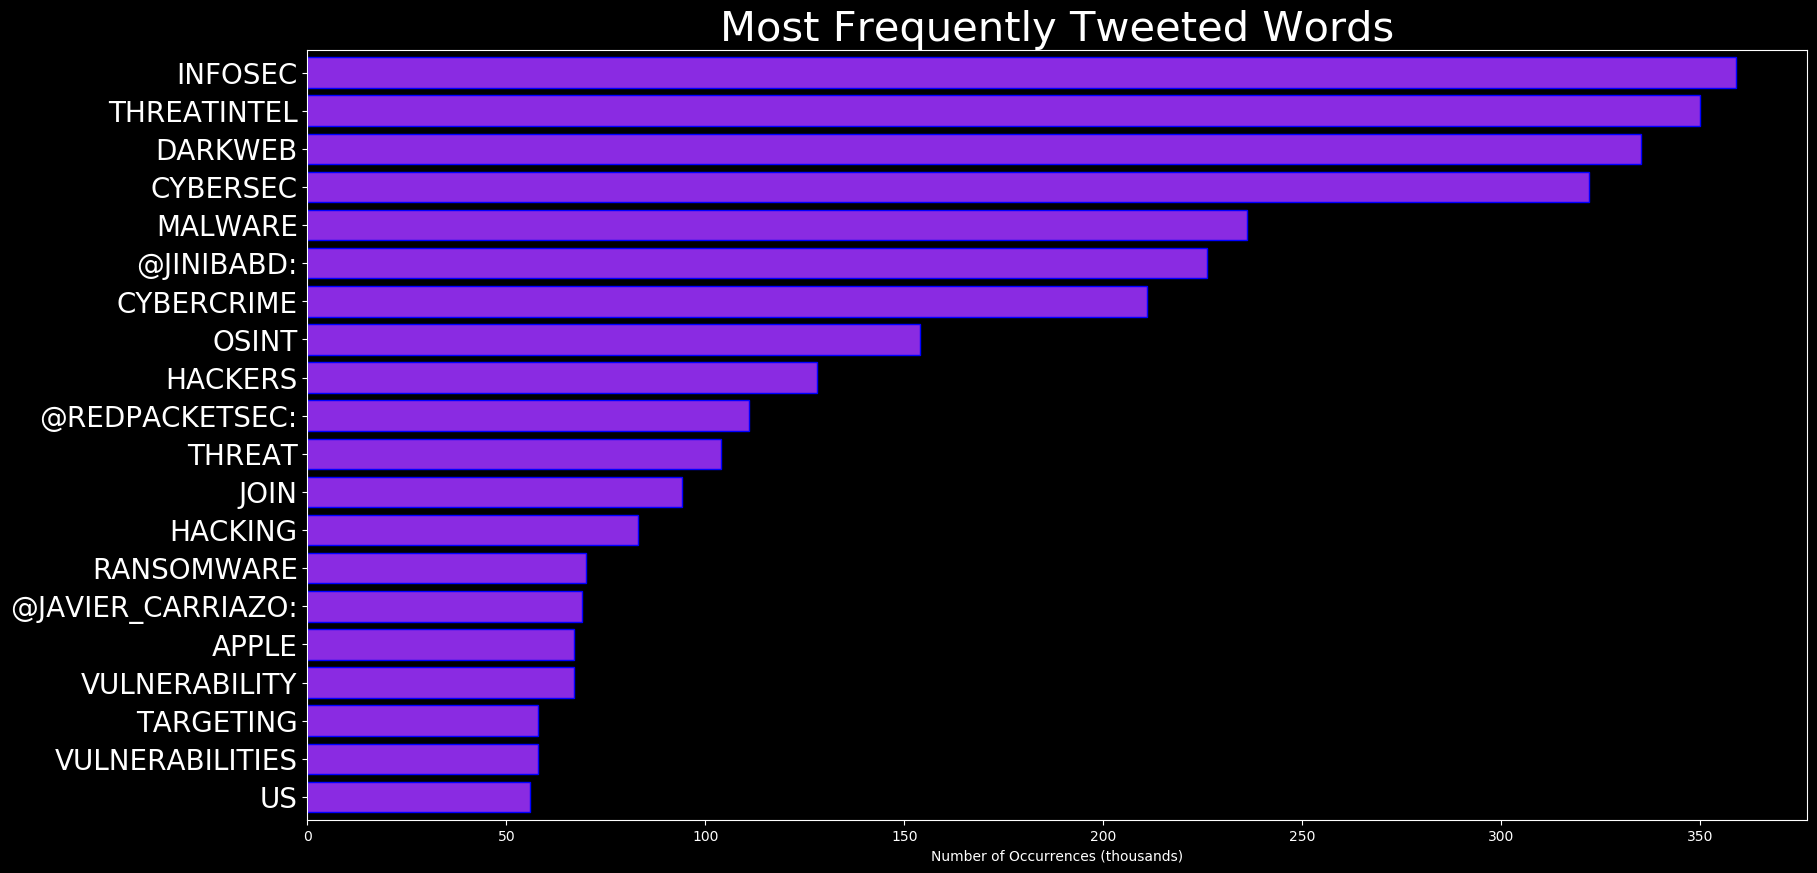 Most Frequently Tweeted Words
INFOSEC
THREATINTEL
DARKWEB
CYBERSEC
MALWARE
@JINIBABD:
CYBERCRIME
OSINT
HACKERS
@REDPACKETSEC:
THREAT
JOIN
HACKING
RANSOMWARE
@JAVIER_CARRIAZO:
APPLE
VULNERABILITY
TARGETING
VULNERABILITIES
US
0 50 100 150 200 250 300 350
Number of Occurrences (thousands)